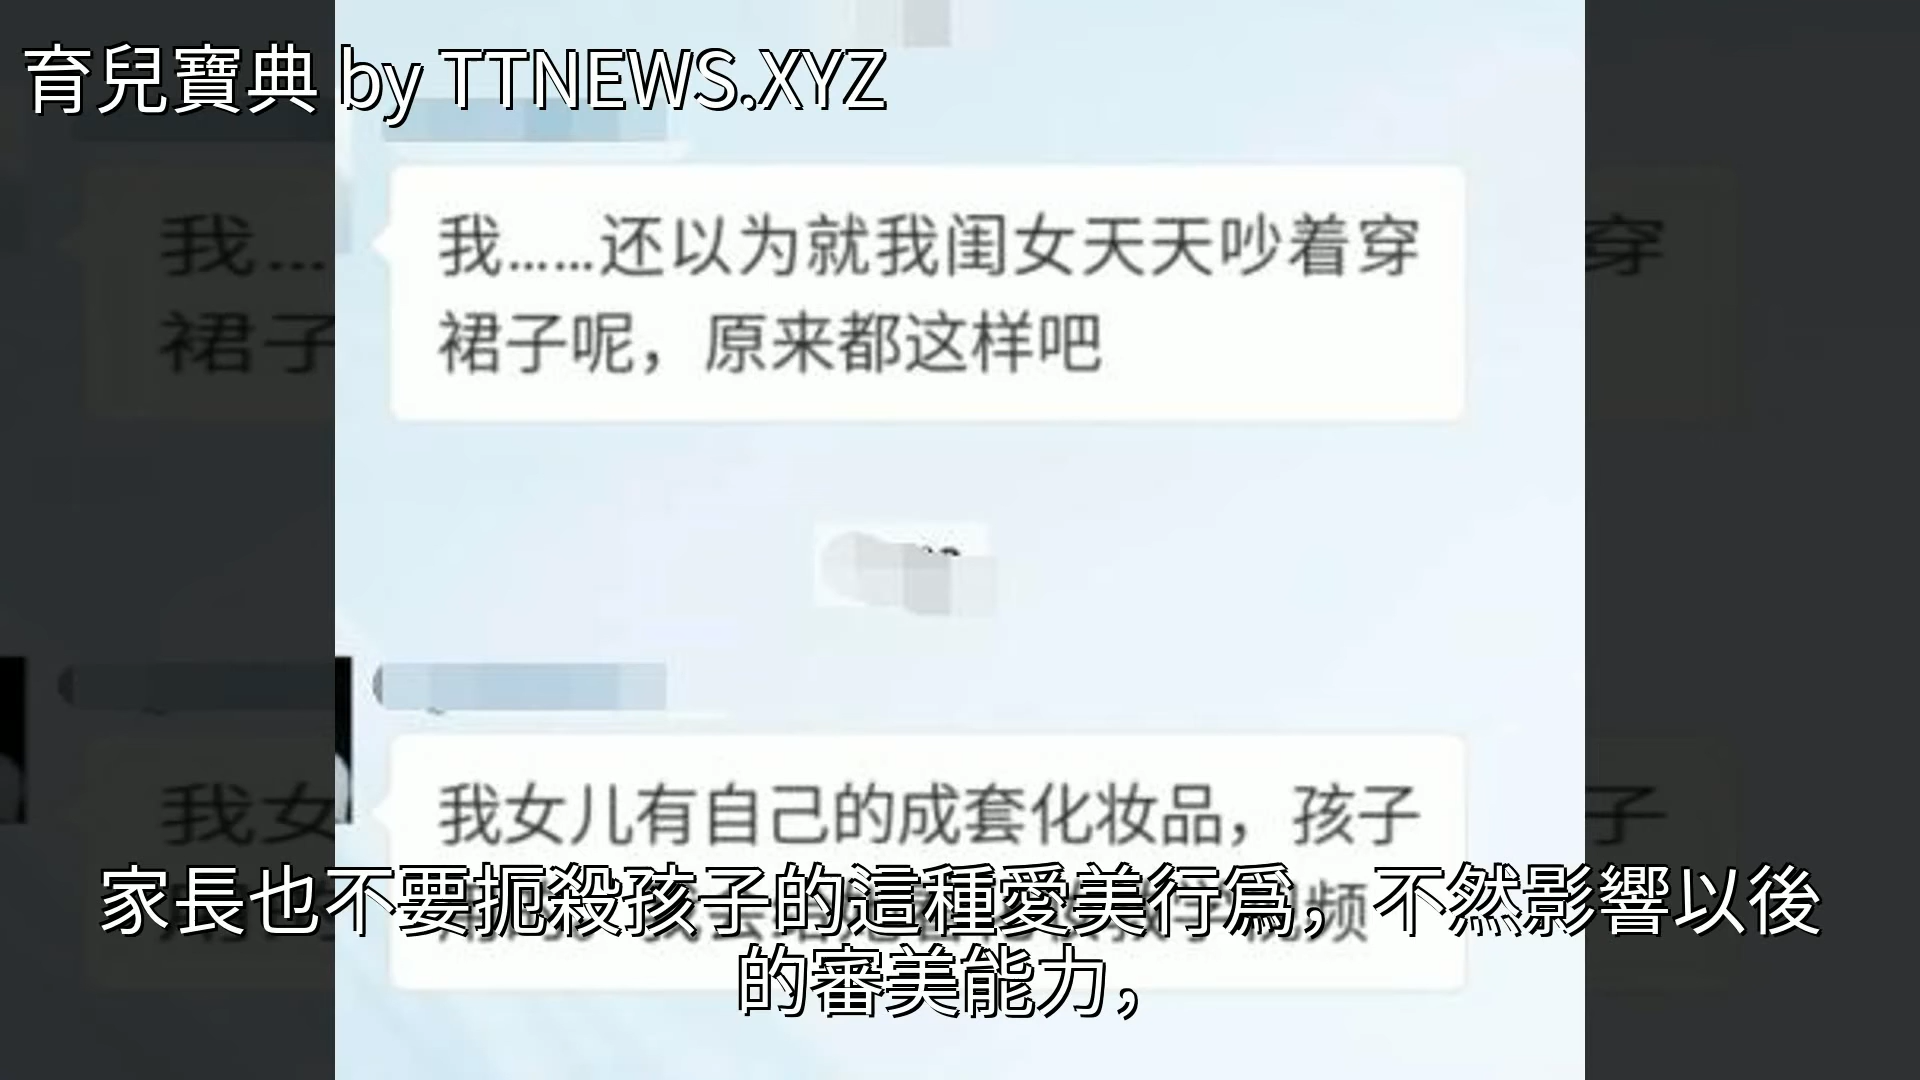 育兒寶典 by TTNEWS.XYZ
我……还以为就我闺女天天吵着穿
裙子呢，原来都这样吧
我女儿有自己的成套化妆品，孩子
家長也不要扼殺孩子的這種愛美行爲，不然影響以後
的審美能力，